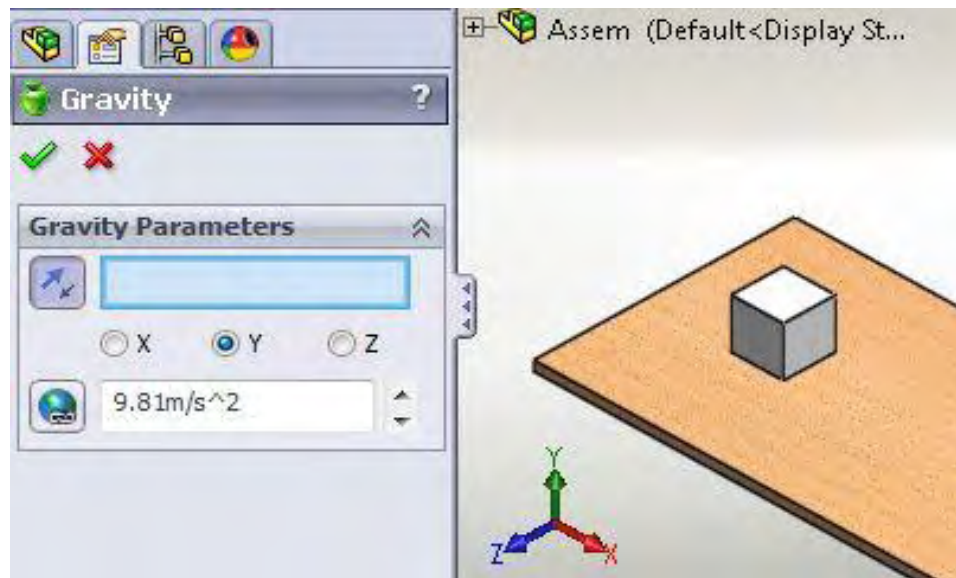 Assem (Default<Display St...
Gravity ?
Gravity Parameters
X Y Z
9.81m/s^2
Y
Z X